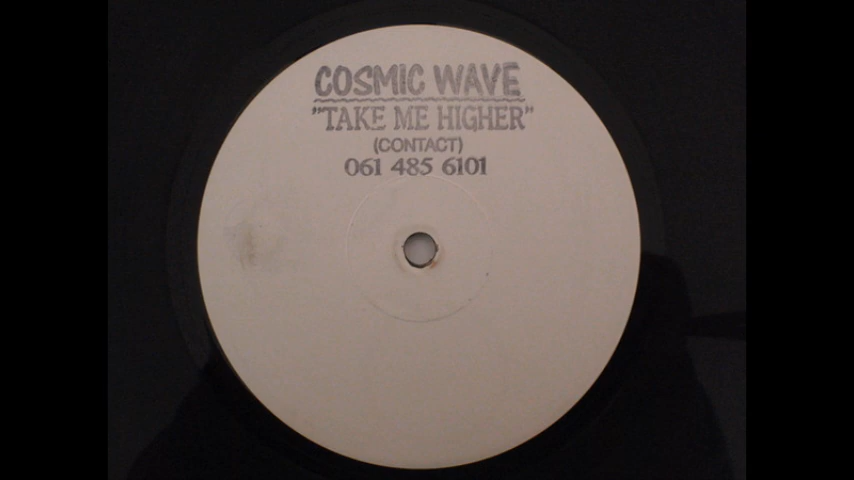 COSMIC WAVE
"TAKE ME HIGHER"
(CONTACT)
061 485 6101